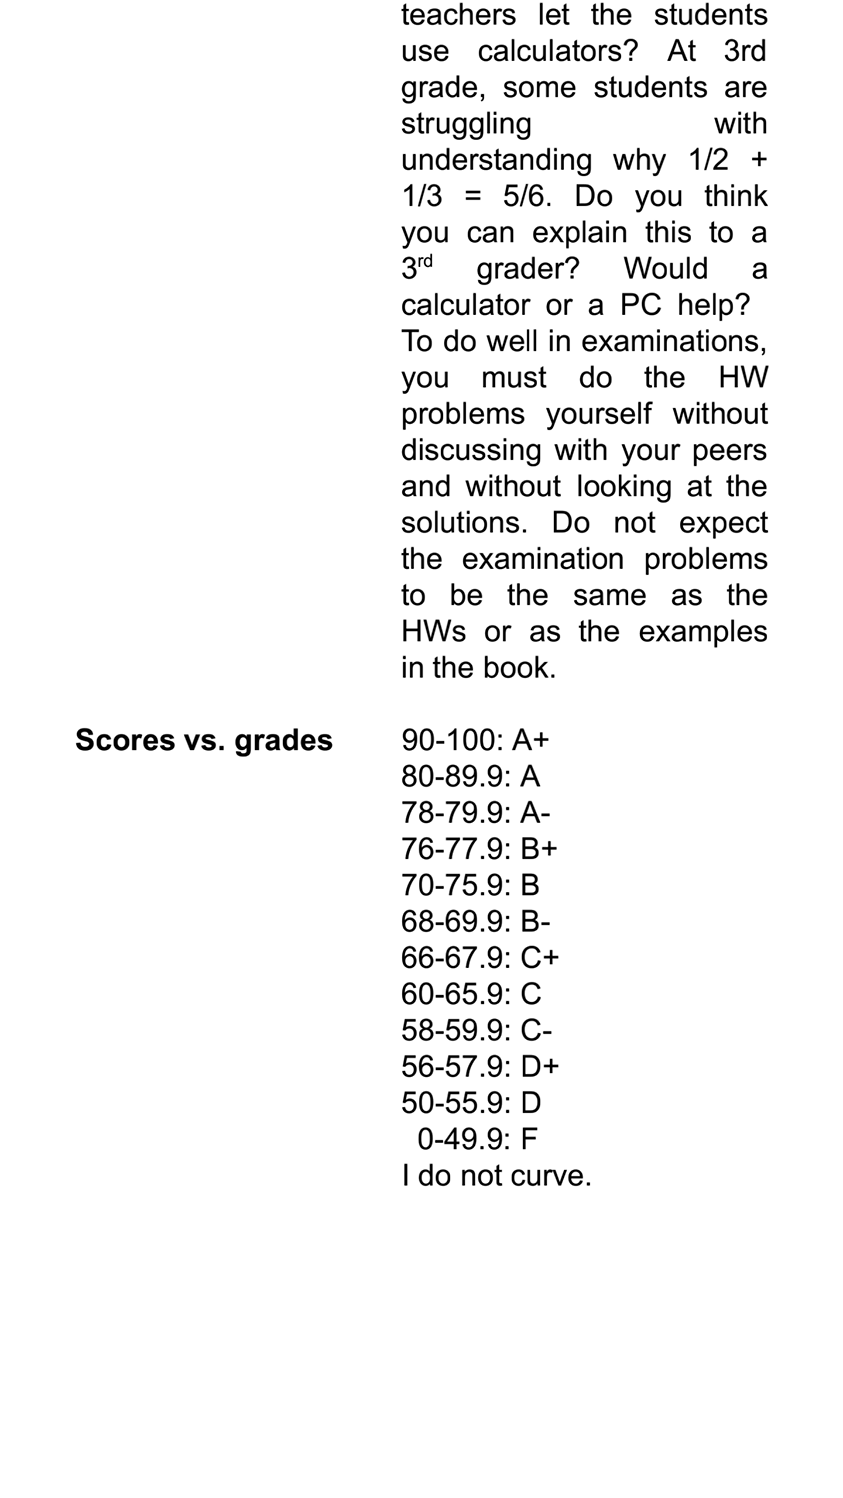 teachers let the students
use calculators? At 3rd
grade, some students are
struggling with
understanding why 1/2 +
1/3 = 5/6. Do you think
you can explain this to a
3rd grader? Would a
calculator or a PC help?
To do well in examinations,
you must do the HW
problems yourself without
discussing with your peers
and without looking at the
solutions. Do not expect
the examination problems
to be the same as the
HWs or as the examples
in the book.
Scores vs. grades 90-100: A+
80-89.9: A
78-79.9: A-
76-77.9: B+
70-75.9: B
68-69.9: B-
66-67.9: C+
60-65.9: C
58-59.9: C-
56-57.9: D+
50-55.9: D
0-49.9: F
I do not curve.